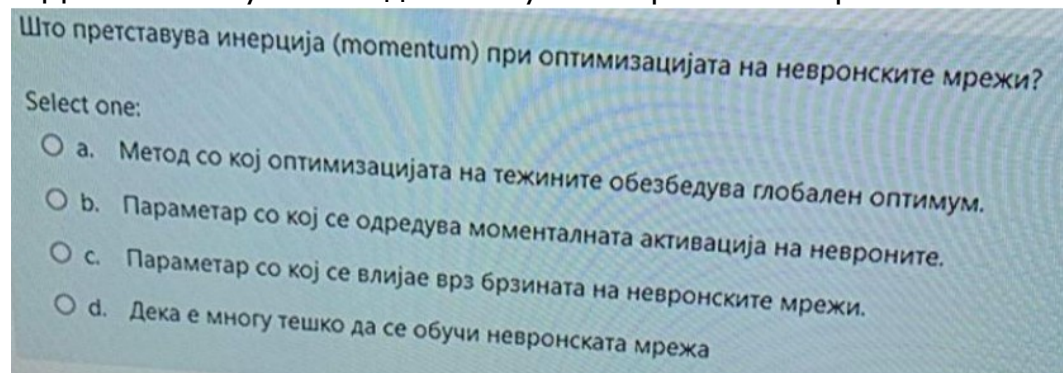 Што претставува инерција (momentum) при оптимизацијата на невронските мрежи?
Select one:
a. Метод со кој оптимизацијата на тежините обезбедува глобален оптимум.
b. Параметар со кој се одредува моменталната активација на невроните.
c. Параметар со кој се влијае врз брзината на невронските мрежи.
d. Дека е многу тешко да се обучи невронската мрежа